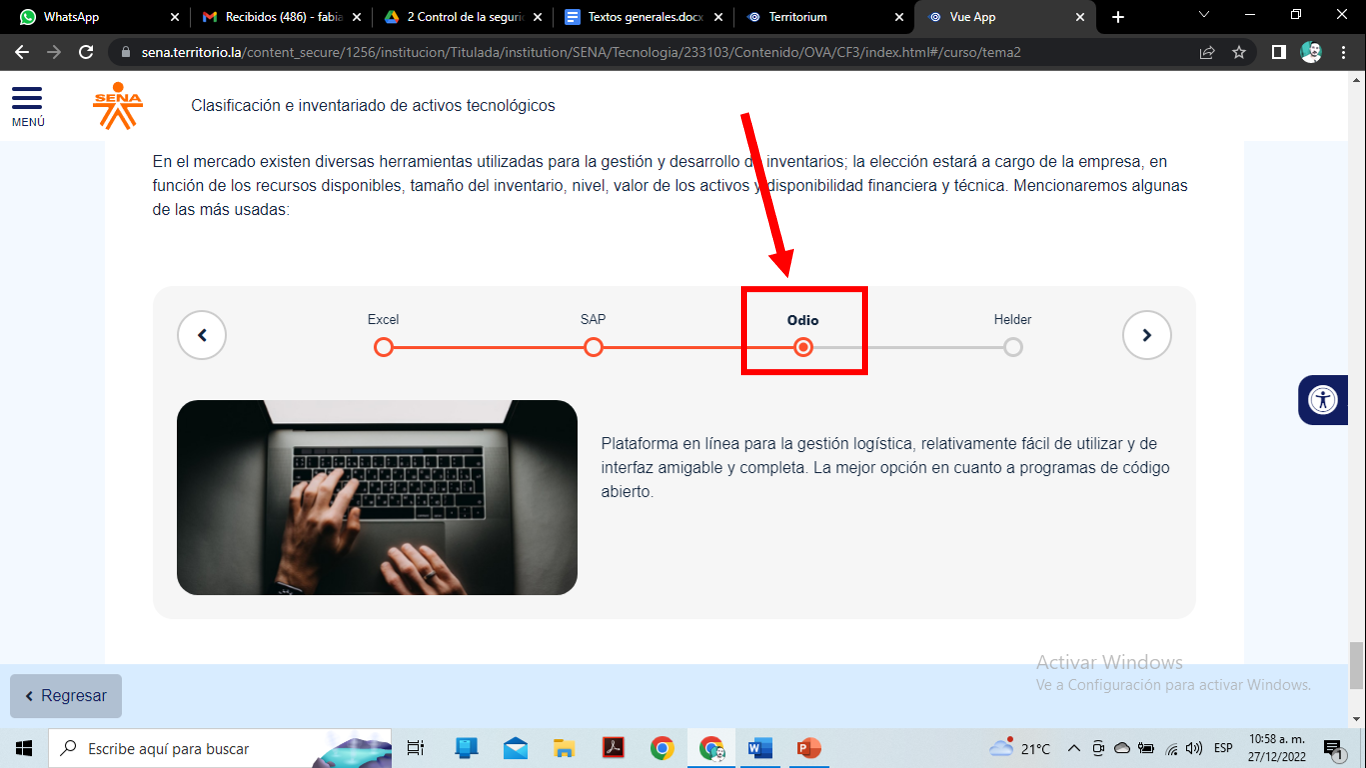 WhatsApp
Recibidos (486) - fabia
2 Control de la seguri
Textos generales.docx
Territorium
Vue App
sena.territorio.la/content_secure/1256/institucion/Titulada/institution/SENA/Tecnologia/233103/Contenido/OVA/CF3/index.html#/curso/tema2
MENÚ
SENA
Clasificación e inventariado de activos tecnológicos
En el mercado existen diversas herramientas utilizadas para la gestión y desarrollo de inventarios; la elección estará a cargo de la empresa, en
función de los recursos disponibles, tamaño del inventario, nivel, valor de los activos y disponibilidad financiera y técnica. Mencionaremos algunas
de las más usadas:
Excel
SAP
Odio
Helder
Plataforma en línea para la gestión logística, relativamente fácil de utilizar y de
interfaz amigable y completa. La mejor opción en cuanto a programas de código
abierto.
Activar Windows
Ve a Configuración para activar Windows.
Regresar
Escribe aquí para buscar
21°C
ESP
10:58 a. m.
27/12/2022
1